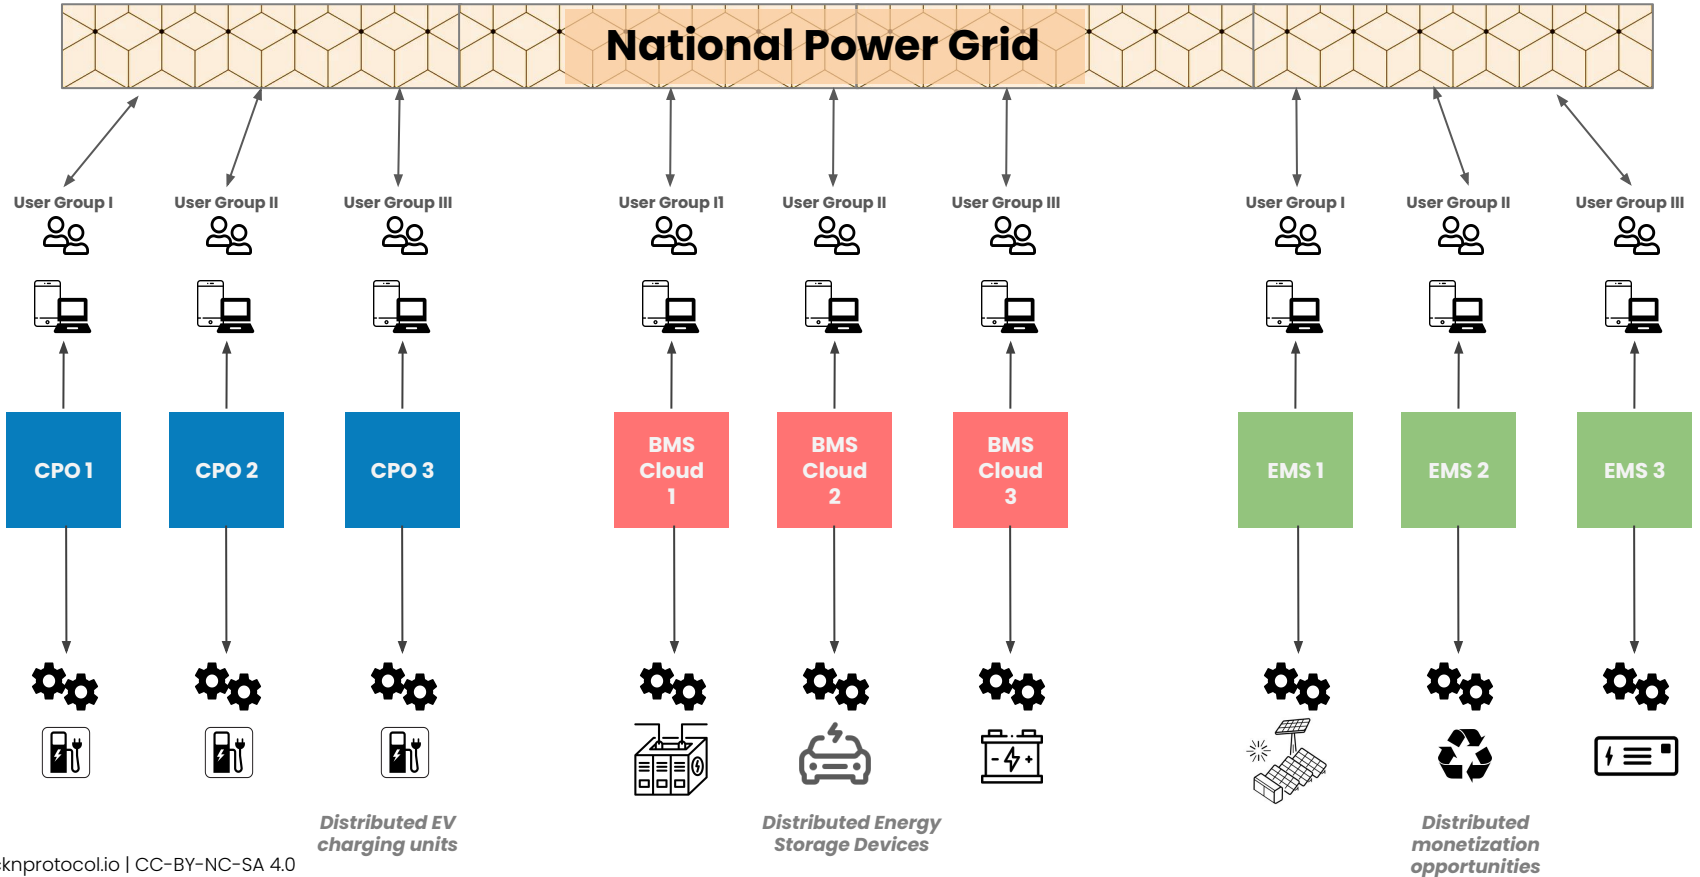 National Power Grid
User Group I
User Group II
User Group III
User Group I1
User Group II
User Group III
User Group I
User Group II
User Group III
CPO 1
CPO 2
CPO 3
BMS
Cloud
1
BMS
Cloud
2
BMS
Cloud
3
EMS 1
EMS 2
EMS 3
Distributed EV
charging units
Distributed Energy
Storage Devices
Distributed
monetization
opportunities
cknprotocol.io | CC-BY-NC-SA 4.0